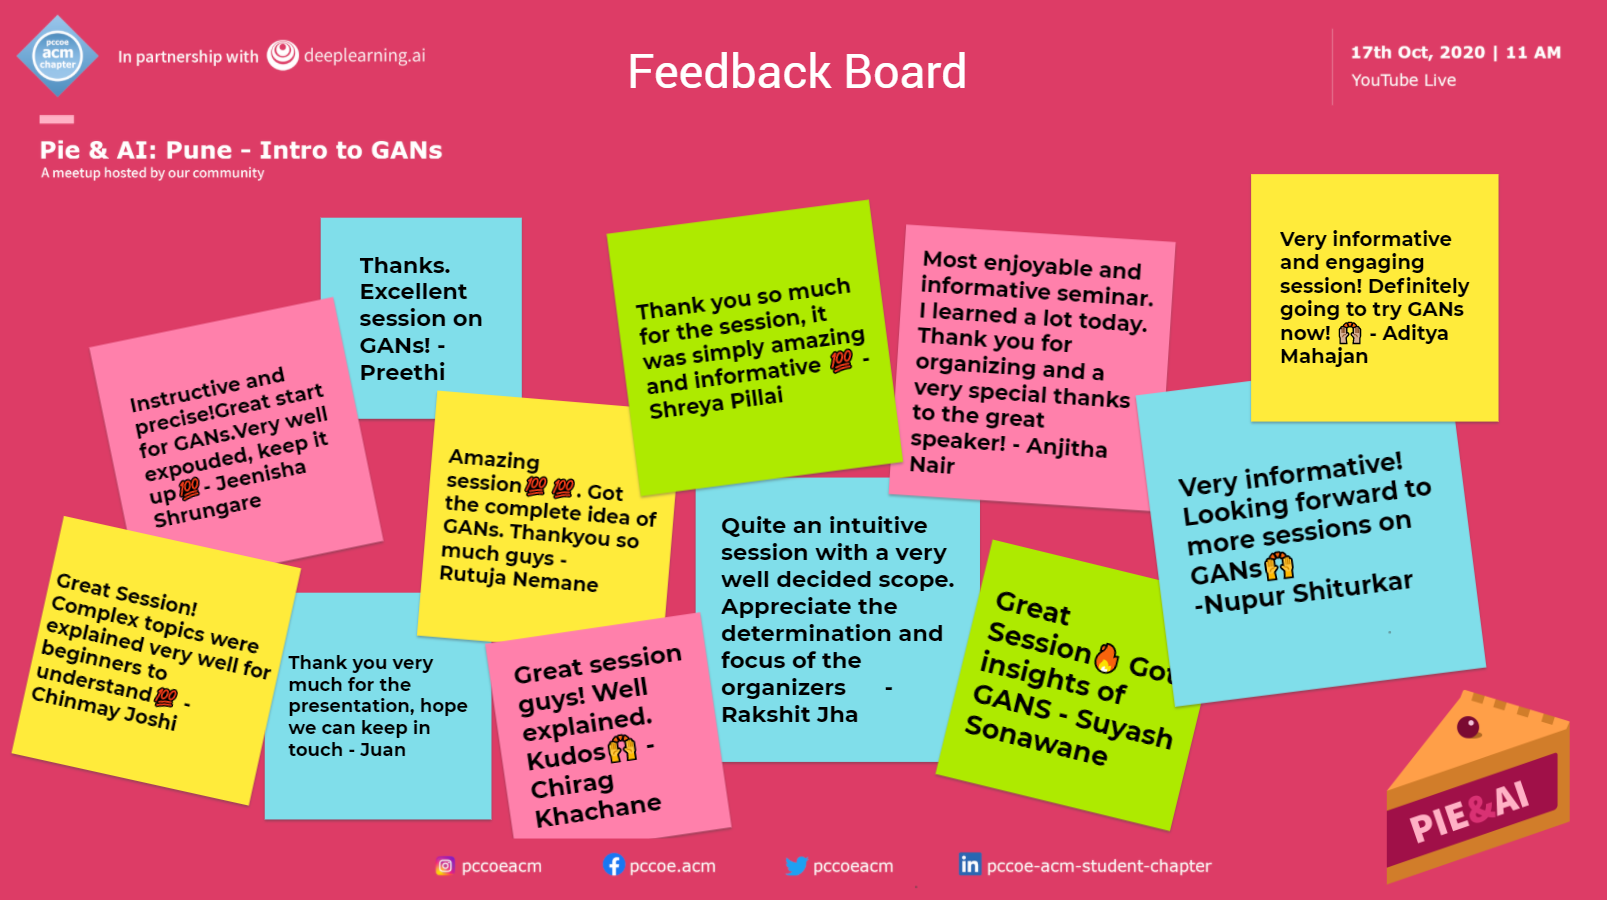 pccoe
acm
chapter
In partnership with deeplearning.ai
Feedback Board
17th Oct, 2020 | 11 AM
YouTube Live
Pie & AI: Pune - Intro to GANs
A meetup hosted by our community
Thanks.
Excellent
session on
GANs! -
Preethi
Thank you so much
for the session, it
was simply amazing
and informative 💯 -
Shreya Pillai
Most enjoyable and
informative seminar.
I learned a lot today.
Thank you for
organizing and a
very special thanks
to the great
speaker! - Anjitha
Nair
Very informative
and engaging
session! Definitely
going to try GANs
now! 🙌 - Aditya
Mahajan
Instructive and
precise!Great start
for GANs.Very well
expouded, keep it
up💯 - Jeenisha
Shrungare
Amazing
session💯 💯. Got
the complete idea of
GANs. Thankyou so
much guys -
Rutuja Nemane
Quite an intuitive
session with a very
well decided scope.
Appreciate the
determination and
focus of the
organizers -
Rakshit Jha
Very informative!
Looking forward to
more sessions on
GANs🙌
-Nupur Shiturkar
Great Session!
Complex topics were
explained very well for
beginners to
understand💯 -
Chinmay Joshi
Thank you very
much for the
presentation, hope
we can keep in
touch - Juan
Great session
guys! Well
explained.
Kudos🙌 -
Chirag
Khachane
Great
Session🔥 Got
insights of
GANS - Suyash
Sonawane
PIE&AI
pccoeacm
pccoe.acm
pccoeacm
pccoe-acm-student-chapter